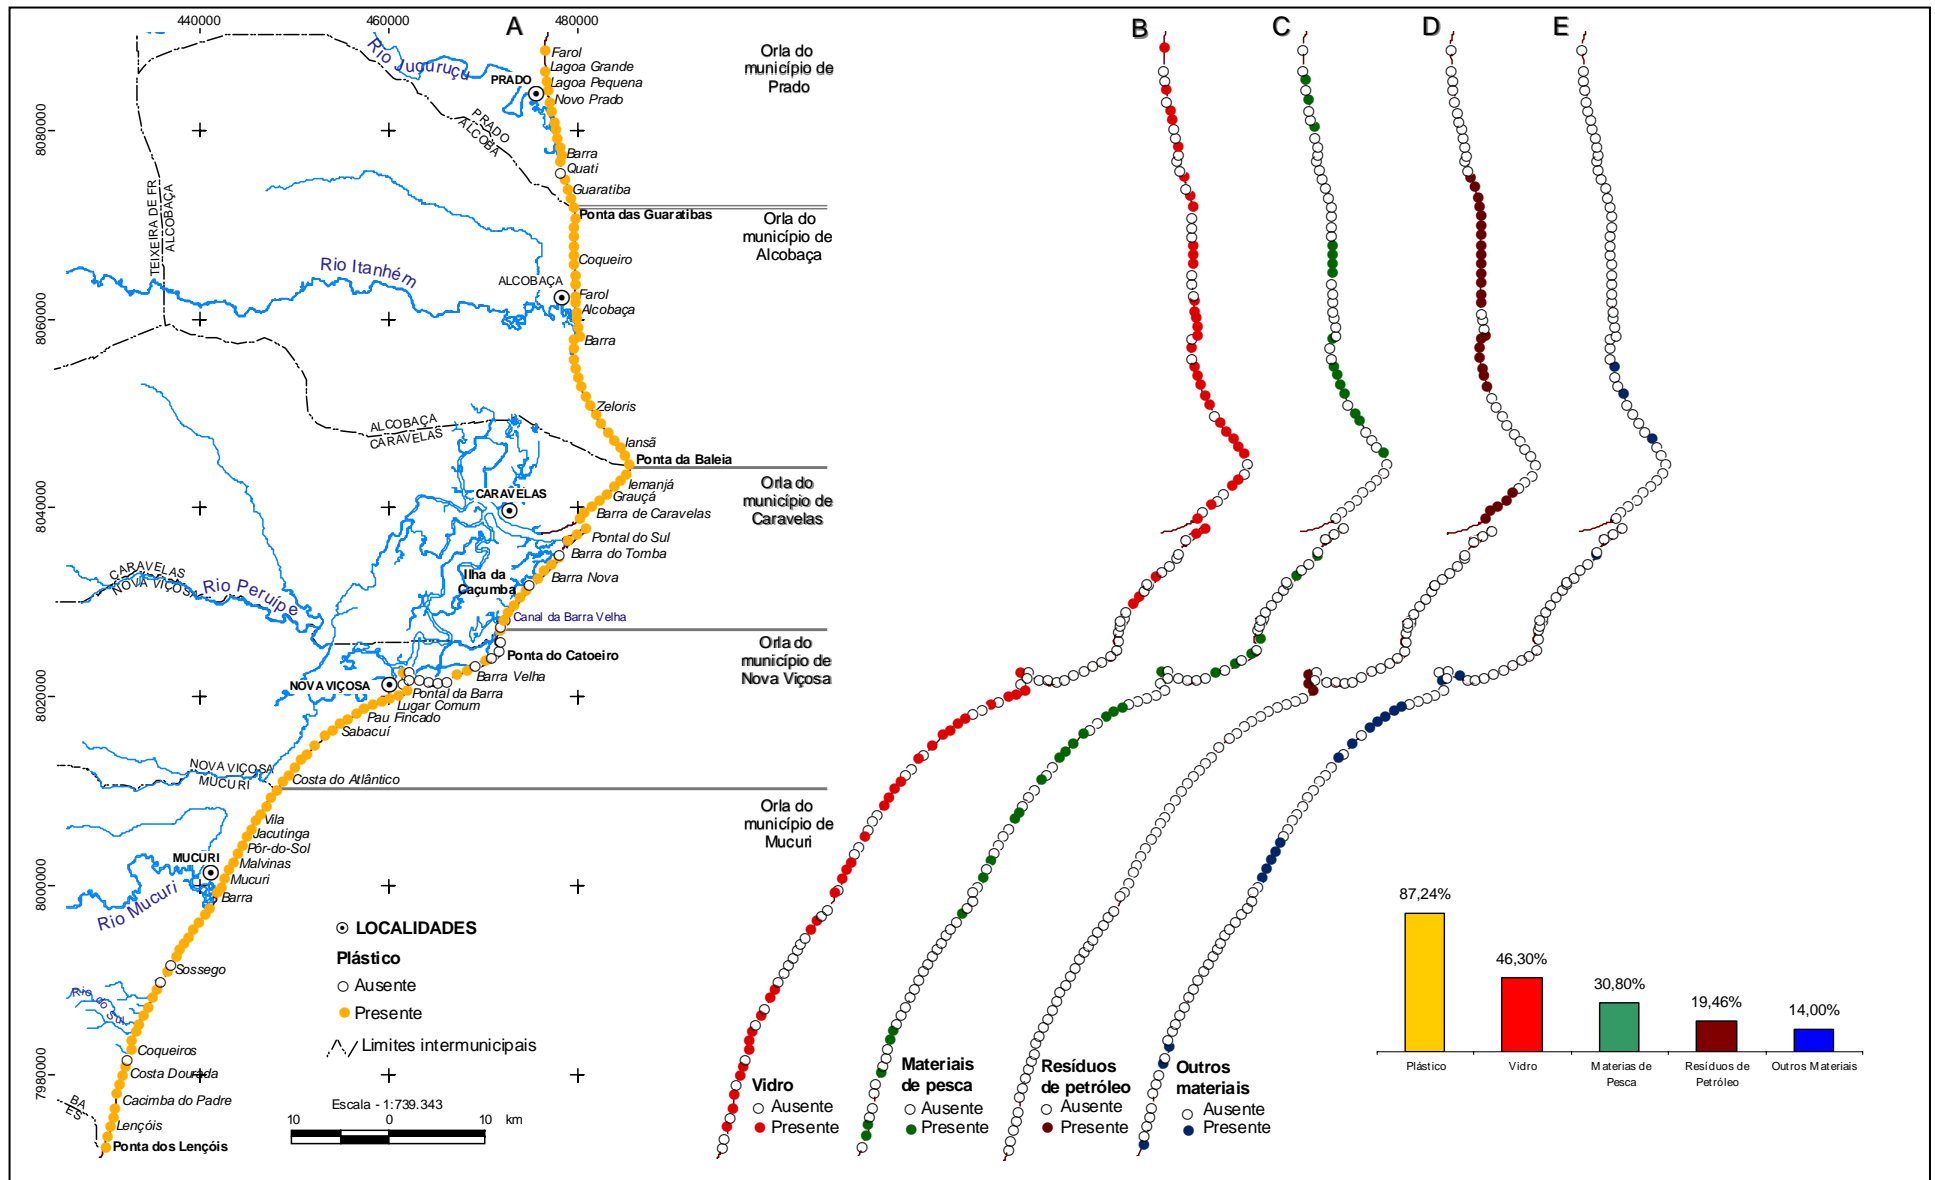 440000
460000
480000
A
B
C
D
E
8080000
8060000
8040000
8020000
8000000
7980000
Rio Jucuruçu
PRADO
Farol
Lagoa Grande
Lagoa Pequena
Novo Prado
Barra
Quati
Guaratiba
Ponta das Guaratibas
PRADO
ALCOBA
TEIXEIRA DE FR
ALCOBAÇA
Orla do
município de
Prado
Orla do
município de
Alcobaça
Rio Itanhém
ALCOBAÇA
Coqueiro
Farol
Alcobaça
Barra
Zeloris
Iansã
Ponta da Baleia
ALCOBAÇA
CARAVELAS
Orla do
município de
Caravelas
CARAVELAS
Iemanjá
Grauçá
Barra de Caravelas
Pontal do Sul
Barra do Tomba
Barra Nova
Ilha da
Caçumba
Canal da Barra Velha
CARAVELAS
NOVA VIÇOSA
Rio Peruípe
Orla do
município de
Nova Viçosa
Ponta do Catoeiro
Barra Velha
NOVA VIÇOSA
Pontal da Barra
Lugar Comum
Pau Fincado
Sabacuí
NOVA VIÇOSA
MUCURI
Costa do Atlântico
Orla do
município de
Mucuri
Vila
Jacutinga
Pôr-do-Sol
Malvinas
Mucuri
Barra
MUCURI
Rio Mucuri
Sossego
Rio do Sul
Coqueiros
Costa Dourada
Cacimba do Padre
Lençóis
Ponta dos Lençóis
BA
ES
LOCALIDADES
Plástico
Ausente
Presente
Limites intermunicipais
Escala - 1:739.343
10 0 10 km
Vidro
Ausente
Presente
Materiais
de pesca
Ausente
Presente
Resíduos
de petróleo
Ausente
Presente
Outros
materiais
Ausente
Presente
87,24%
46,30%
30,80%
19,46%
14,00%
Plástico
Vidro
Materias de
Pesca
Resíduos de
Petróleo
Outros Materiais